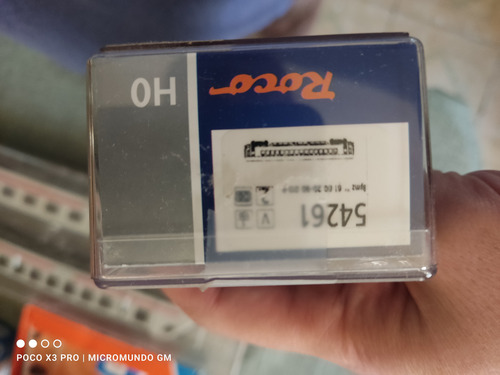 Roco
H0
54261
POCO X3 PRO | MICROMUNDO GM